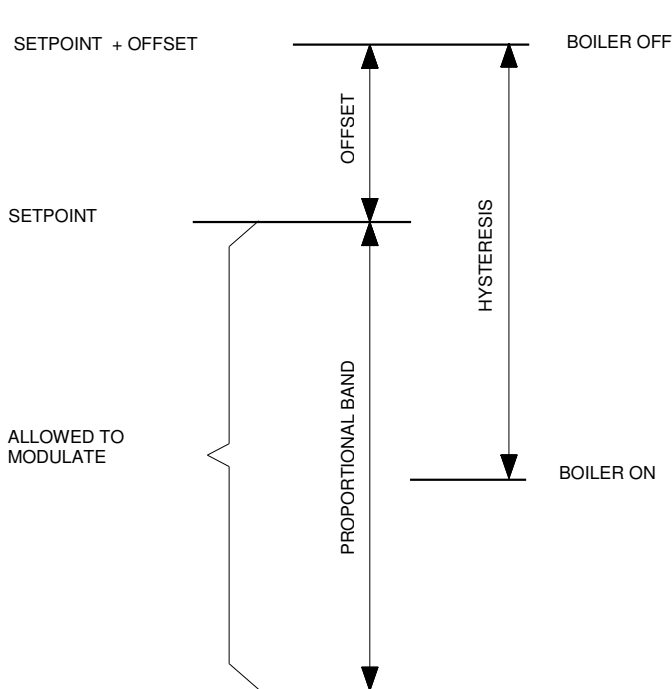 SETPOINT + OFFSET
BOILER OFF
OFFSET
SETPOINT
HYSTERESIS
ALLOWED TO
MODULATE
PROPORTIONAL BAND
BOILER ON